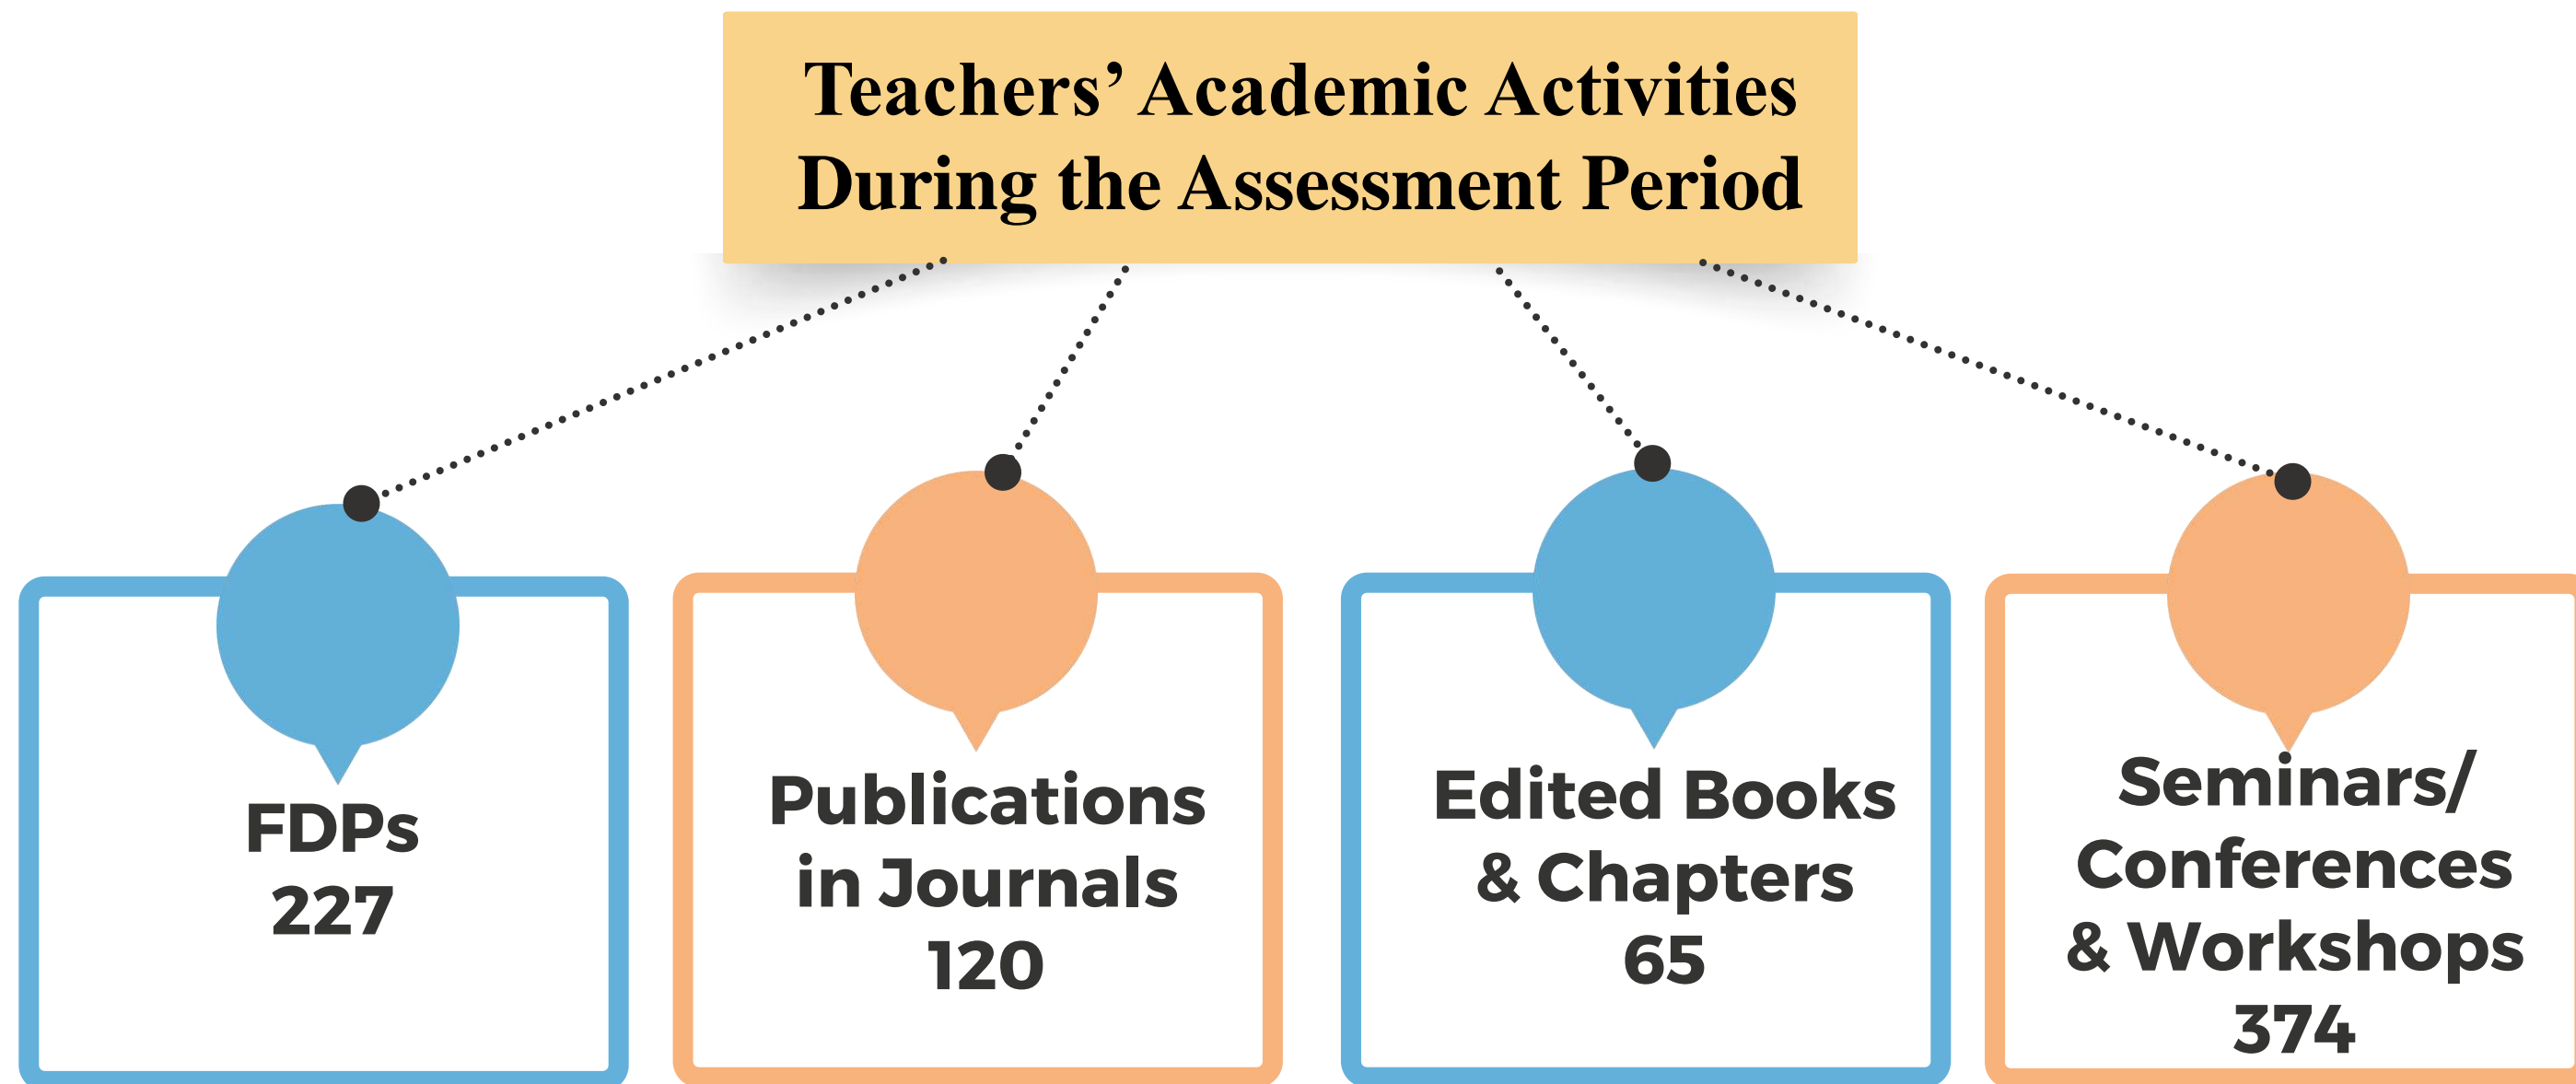 Teachers’ Academic Activities
During the Assessment Period
FDPs
227
Publications
in Journals
120
Edited Books
& Chapters
65
Seminars/
Conferences
& Workshops
374